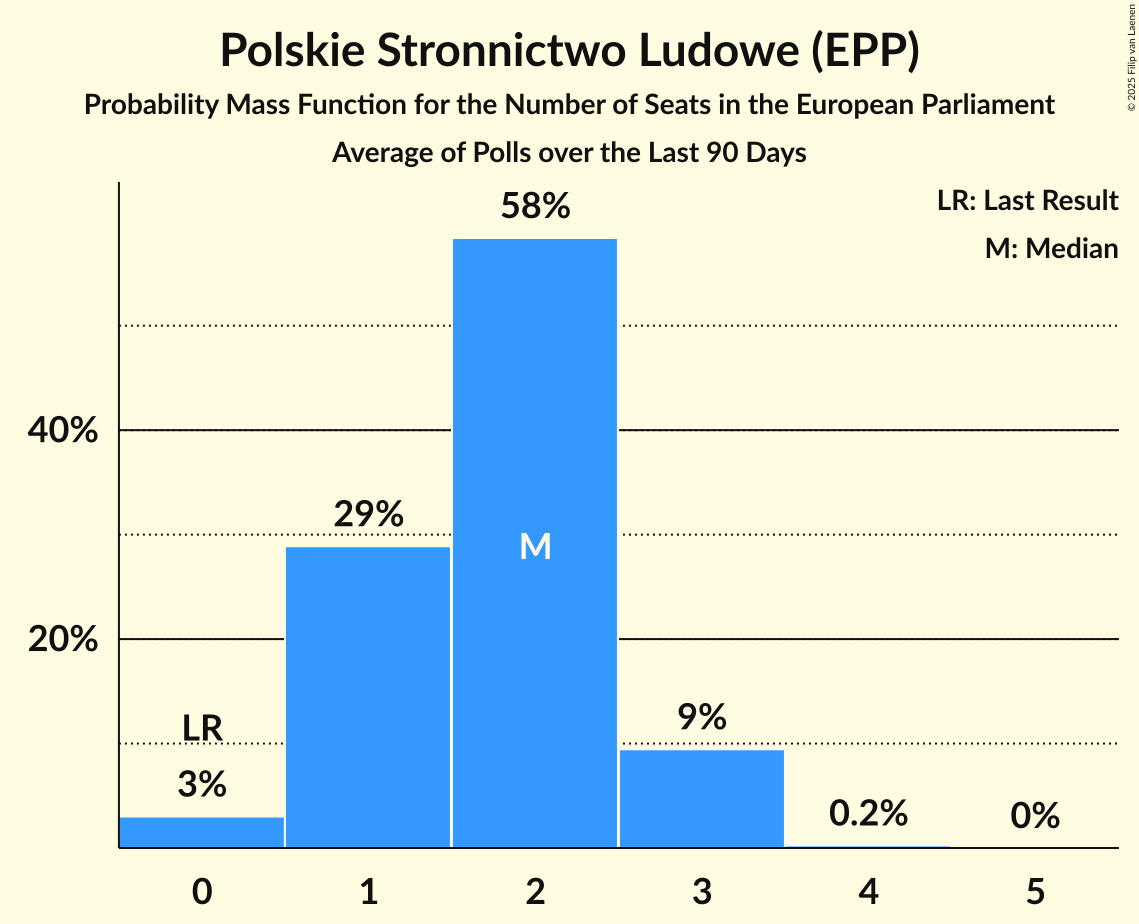 Polskie Stronnictwo Ludowe (EPP)
Probability Mass Function for the Number of Seats in the European Parliament
Average of Polls over the Last 90 Days
© 2025 Filip van Laenen
LR: Last Result
M: Median
58%
40%
29%
M
20%
LR
9%
3%
0.2%
0%
0 1 2 3 4 5